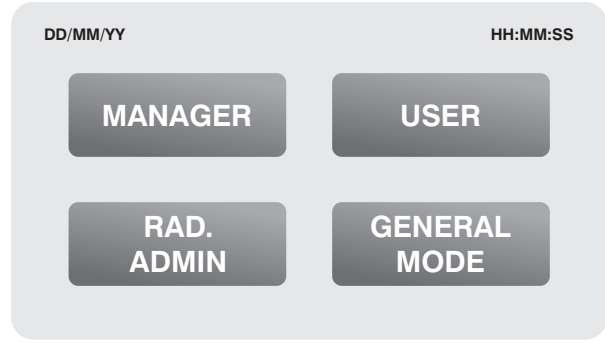 DD/MM/YY HH:MM:SS
MANAGER USER
RAD. GENERAL
ADMIN MODE